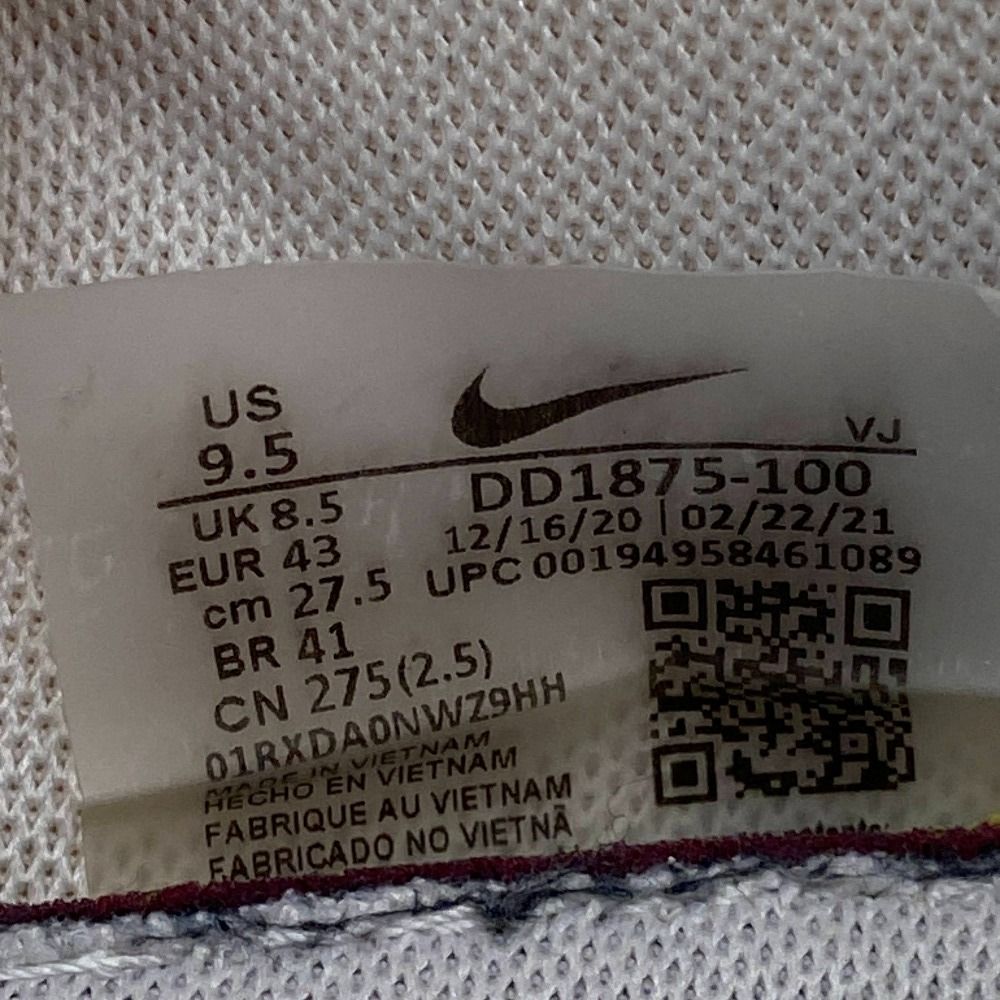 US
9.5
UK 8.5
EUR 43
cm 27.5
BR 41
CN 275(2.5)
01RXDA0NWZ9HH
MADE IN VIETNAM
HECHO EN VIETNAM
FABRIQUE AU VIETNAM
FABRICADO NO VIETNÃ
VJ
DD1875-100
12/16/20 | 02/22/21
UPC 00194958461089